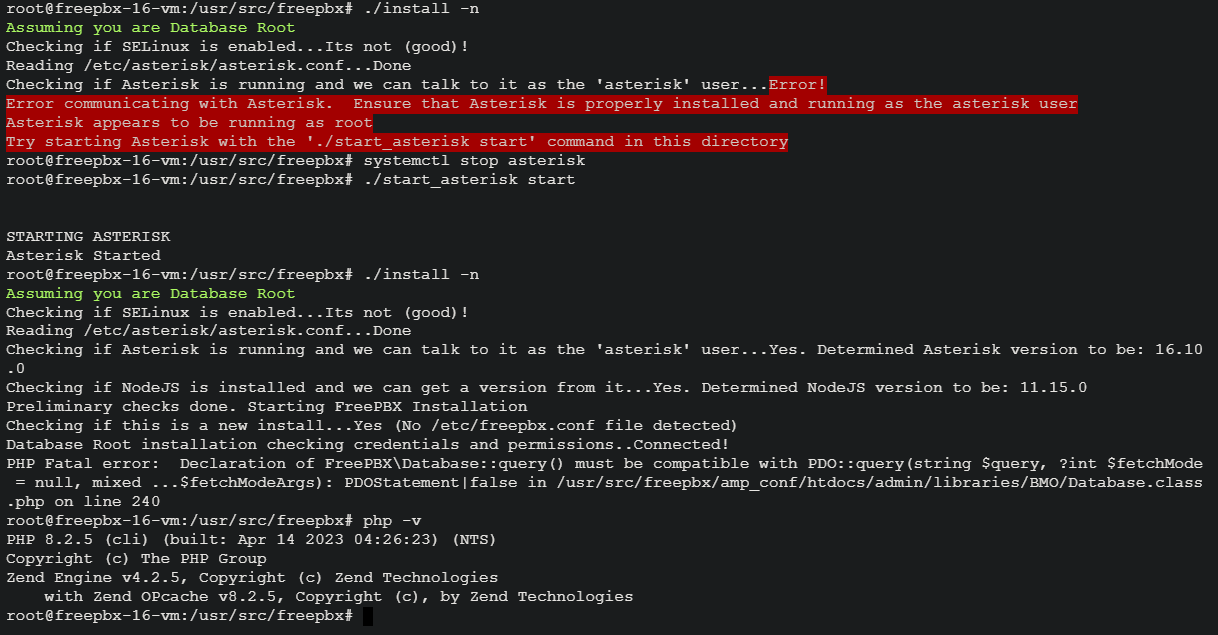 root@freepbx-16-vm:/usr/src/freepbx# ./install -n
Assuming you are Database Root
Checking if SELinux is enabled...Its not (good)!
Reading /etc/asterisk/asterisk.conf...Done
Checking if Asterisk is running and we can talk to it as the 'asterisk' user...Error!
Error communicating with Asterisk.  Ensure that Asterisk is properly installed and running as the asterisk user
Asterisk appears to be running as root
Try starting Asterisk with the './start_asterisk start' command in this directory
root@freepbx-16-vm:/usr/src/freepbx# systemctl stop asterisk
root@freepbx-16-vm:/usr/src/freepbx# ./start_asterisk start
STARTING ASTERISK
Asterisk Started
root@freepbx-16-vm:/usr/src/freepbx# ./install -n
Assuming you are Database Root
Checking if SELinux is enabled...Its not (good)!
Reading /etc/asterisk/asterisk.conf...Done
Checking if Asterisk is running and we can talk to it as the 'asterisk' user...Yes. Determined Asterisk version to be: 16.10
.0
Checking if NodeJS is installed and we can get a version from it...Yes. Determined NodeJS version to be: 11.15.0
Preliminary checks done. Starting FreePBX Installation
Checking if this is a new install...Yes (No /etc/freepbx.conf file detected)
Database Root installation checking credentials and permissions..Connected!
PHP Fatal error:  Declaration of FreePBX\Database::query() must be compatible with PDO::query(string $query, ?int $fetchMode
 = null, mixed ...$fetchModeArgs): PDOStatement|false in /usr/src/freepbx/amp_conf/htdocs/admin/libraries/BMO/Database.class
.php on line 240
root@freepbx-16-vm:/usr/src/freepbx# php -v
PHP 8.2.5 (cli) (built: Apr 14 2023 04:26:23) (NTS)
Copyright (c) The PHP Group
Zend Engine v4.2.5, Copyright (c) Zend Technologies
    with Zend OPcache v8.2.5, Copyright (c), by Zend Technologies
root@freepbx-16-vm:/usr/src/freepbx#